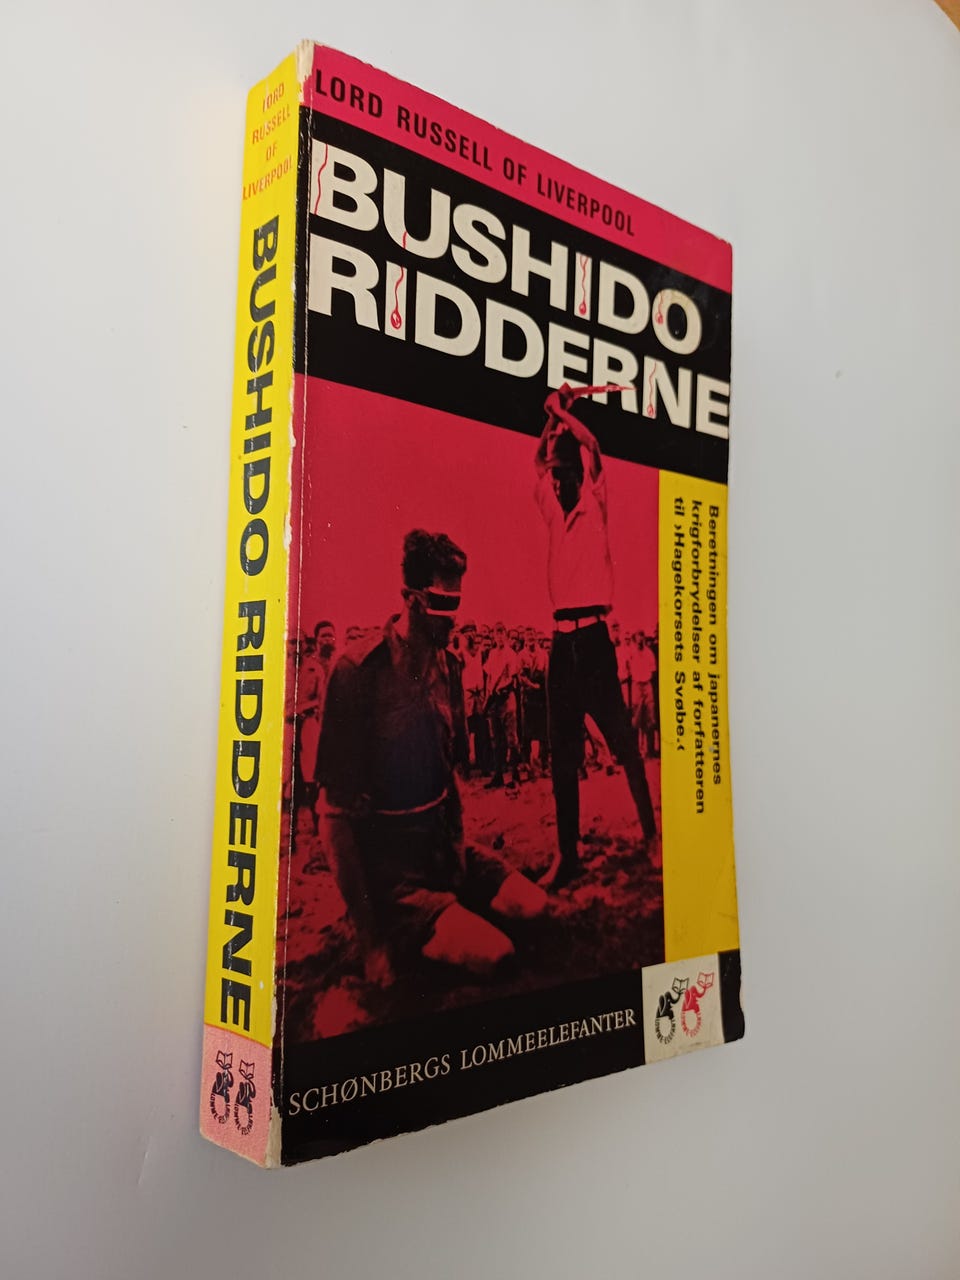 LORD
RUSSELL
OF
LIVERPOOL
BUSHIDO RIDDERNE
LORD RUSSELL OF LIVERPOOL
BUSHIDO
RIDDERNE
Beretningen om japanernes
krigforbrydelser af forfatteren
til ›Hagekorsets Svøbe.‹
SCHØNBERGS LOMMEELEFANTER